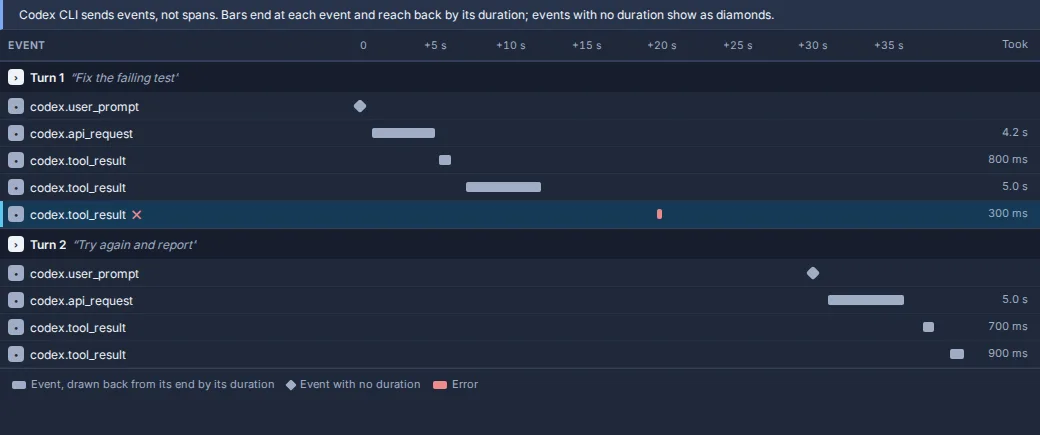 Codex CLI sends events, not spans. Bars end at each event and reach back by its duration; events with no duration show as diamonds.
EVENT 0 +5 s +10 s +15 s +20 s +25 s +30 s +35 s Took
Turn 1 “Fix the failing test”
codex.user_prompt
codex.api_request 4.2 s
codex.tool_result 800 ms
codex.tool_result 5.0 s
codex.tool_result ✕ 300 ms
Turn 2 “Try again and report”
codex.user_prompt
codex.api_request 5.0 s
codex.tool_result 700 ms
codex.tool_result 900 ms
Event, drawn back from its end by its duration Event with no duration Error